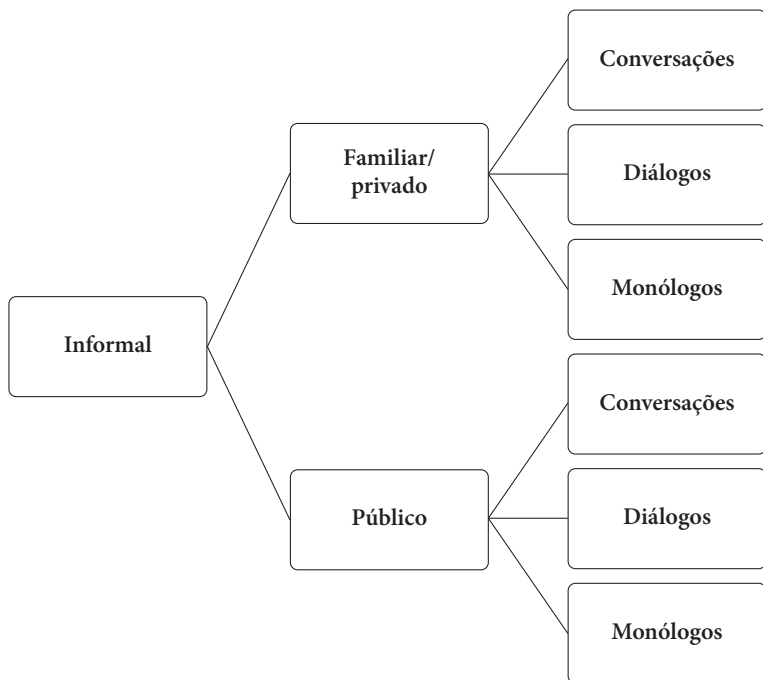 Informal
Familiar/
privado
Conversações
Diálogos
Monólogos
Público
Conversações
Diálogos
Monólogos